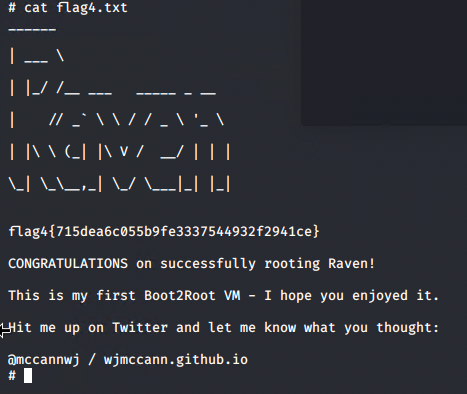 # cat flag4.txt
______
| ___ \
| |_/ /__ ___   _____ _ __
|    // _` \ \ / / _ \ '_ \
| |\ \ (_| |\ V /  __/ | | |
\_| \_\__,_| \_/ \___|_| |_|
flag4{715dea6c055b9fe3337544932f2941ce}
CONGRATULATIONS on successfully rooting Raven!
This is my first Boot2Root VM - I hope you enjoyed it.
Hit me up on Twitter and let me know what you thought:
@mccannwj / wjmccann.github.io
#